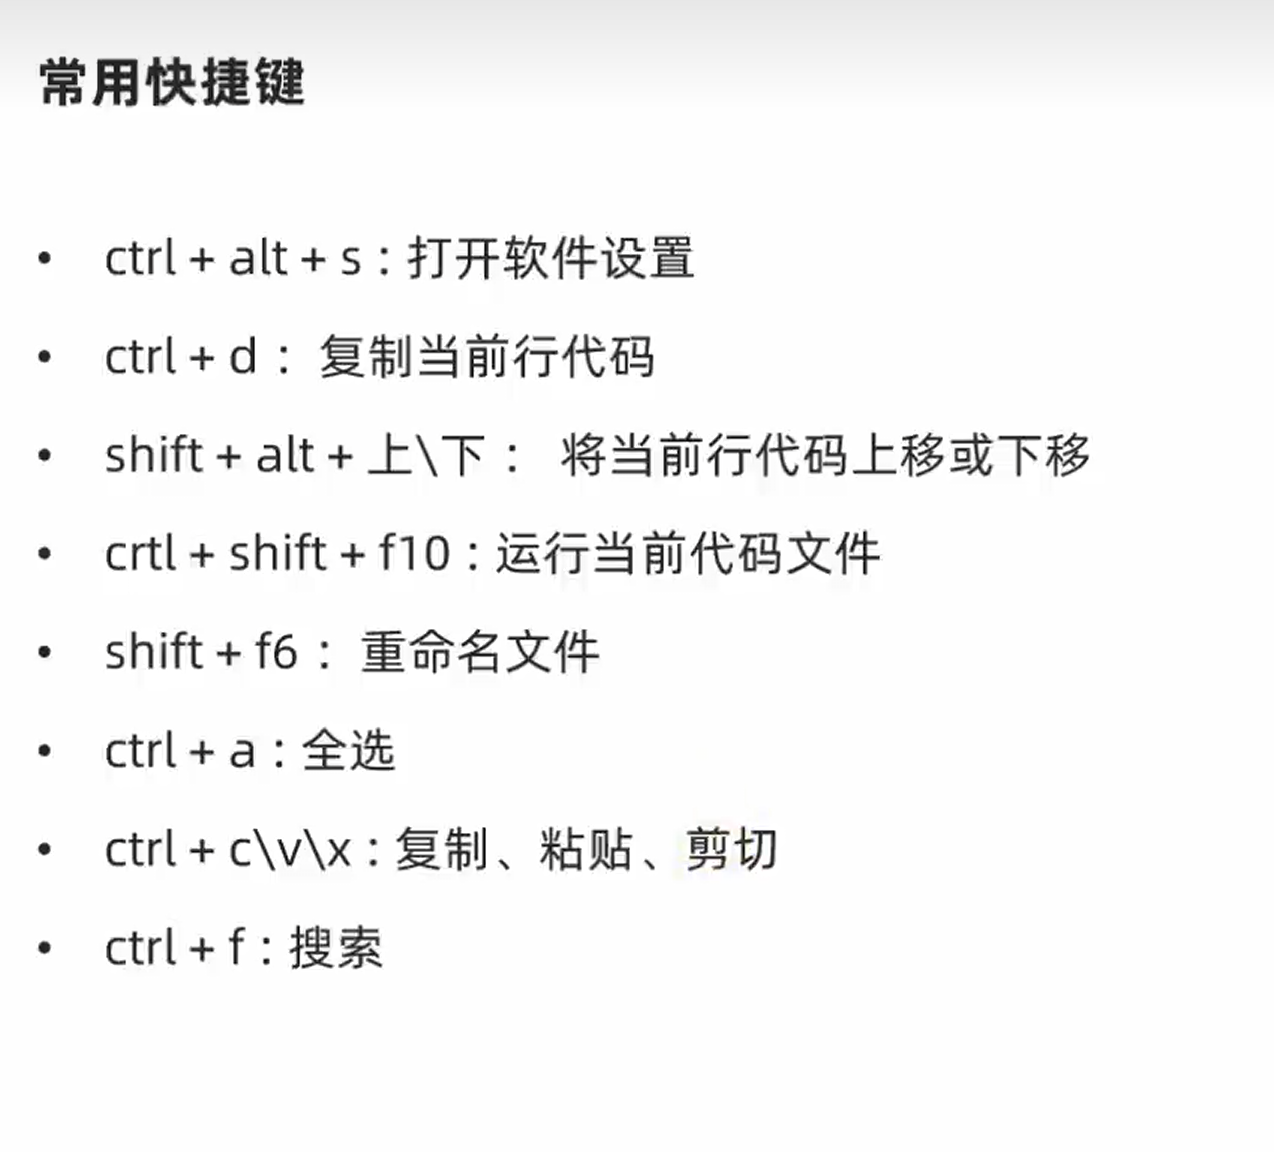 常用快捷键
• ctrl + alt + s : 打开软件设置
• ctrl + d ： 复制当前行代码
• shift + alt + 上\下 ： 将当前行代码上移或下移
• crtl + shift + f10 : 运行当前代码文件
• shift + f6 ： 重命名文件
• ctrl + a : 全选
• ctrl + c\v\x : 复制、粘贴、剪切
• ctrl + f : 搜索